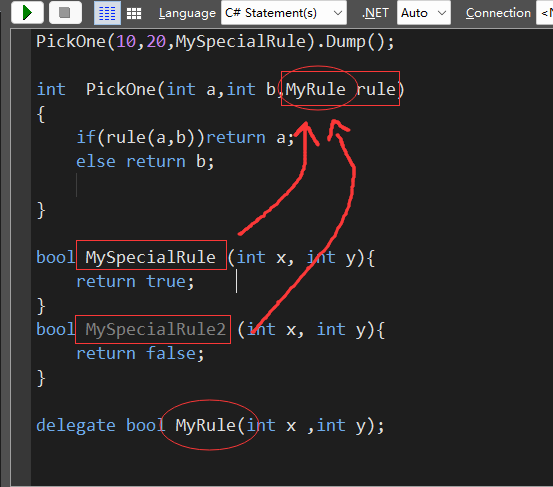 Language C# Statement(s) .NET Auto Connection
PickOne(10,20,MySpecialRule).Dump();
int  PickOne(int a,int b,MyRule rule)
{
    if(rule(a,b))return a;
    else return b;
}
bool MySpecialRule (int x, int y){
    return true;
}
bool MySpecialRule2 (int x, int y){
    return false;
}
delegate bool MyRule(int x ,int y);